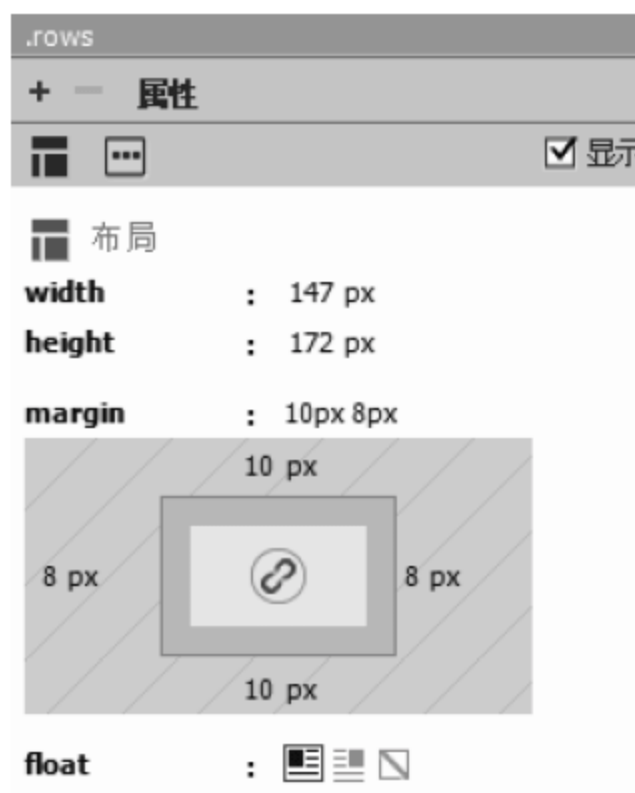 .rows
+ − 属性
显示
布局
width : 147 px
height : 172 px
margin : 10px 8px
10 px
8 px 8 px
10 px
float :